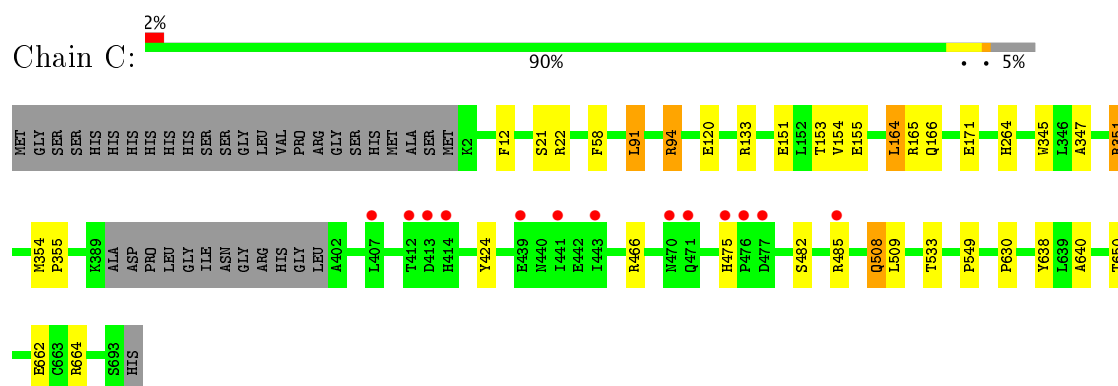 2%
Chain C:
90% • • 5%
MET GLY SER SER HIS HIS HIS HIS HIS HIS SER SER GLY LEU VAL PRO ARG GLY SER HIS MET ALA SER MET K2 F12 S21 R22 F58 L91 R94 E120 R133 E151 L152 T153 V154 E155 L164 R165 Q166 E171 H264 W345 L346 A347 R351
M354 P355 K389 ALA ASP PRO LEU GLY ILE ASN GLY ARG HIS GLY LEU A402 L407 T412 D413 H414 Y424 E439 N440 I441 E442 I443 R466 N470 Q471 H475 P476 D477 S482 R485 Q508 L509 T533 P549 P630 Y638 L639 A640 T650
E662 C663 R664 S693 HIS